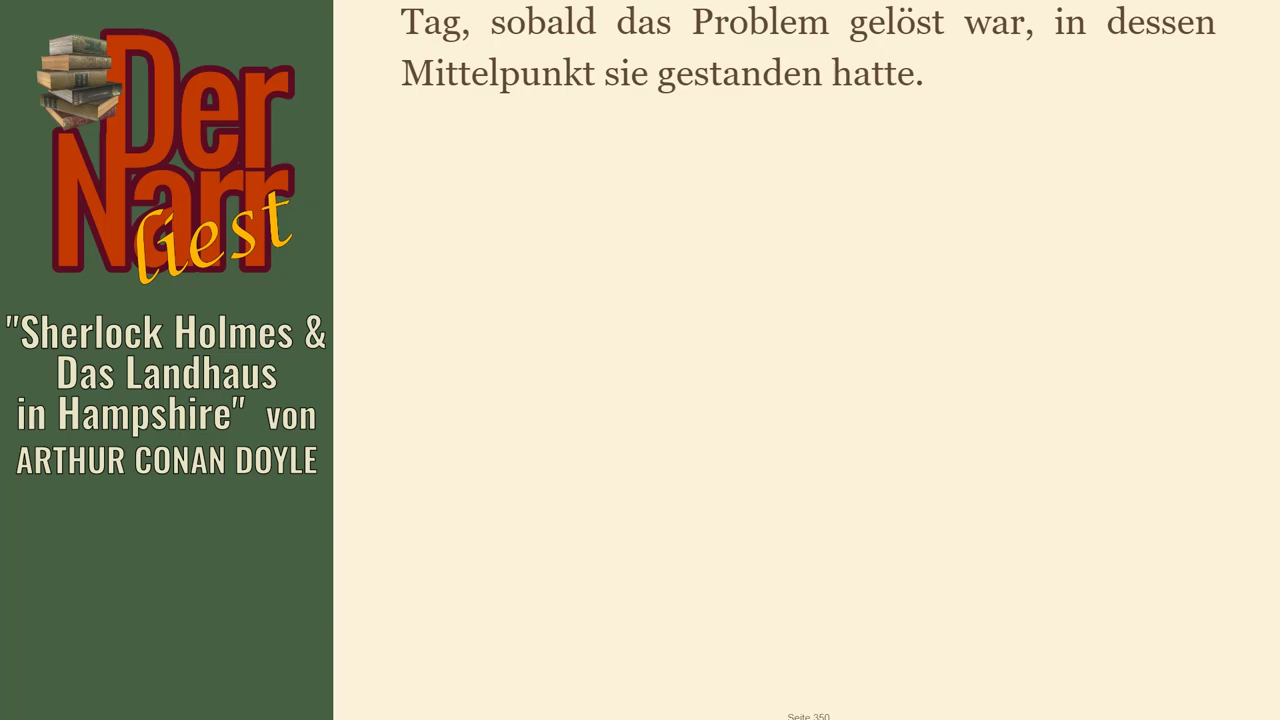 Der
Narr
liest
"Sherlock Holmes &
Das Landhaus
in Hampshire" von
ARTHUR CONAN DOYLE
Tag, sobald das Problem gelöst war, in dessen
Mittelpunkt sie gestanden hatte.
Seite 350